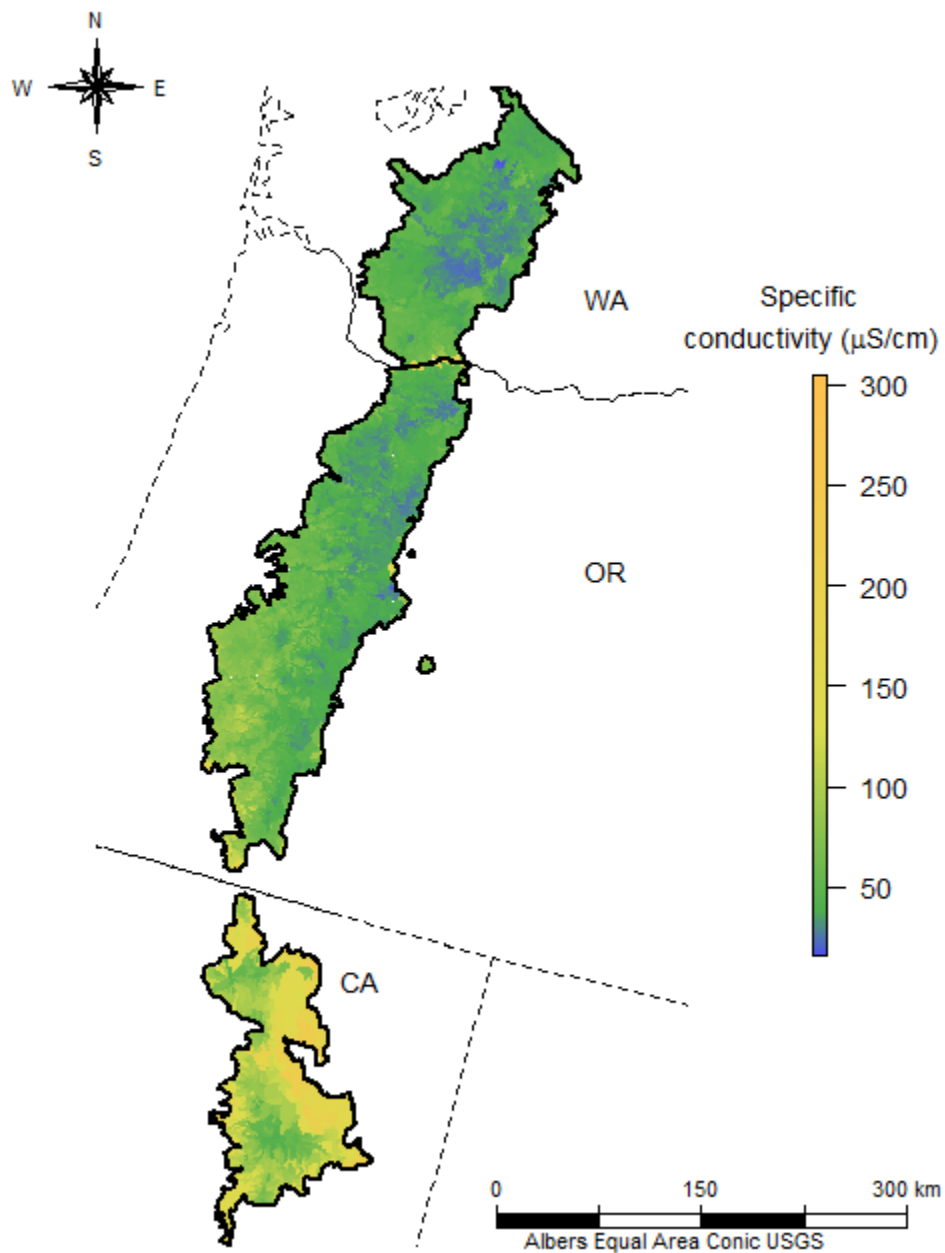 N
W E
S
WA
Specific
conductivity (μS/cm)
300
250
200
150
100
50
OR
CA
0 150 300 km
Albers Equal Area Conic USGS